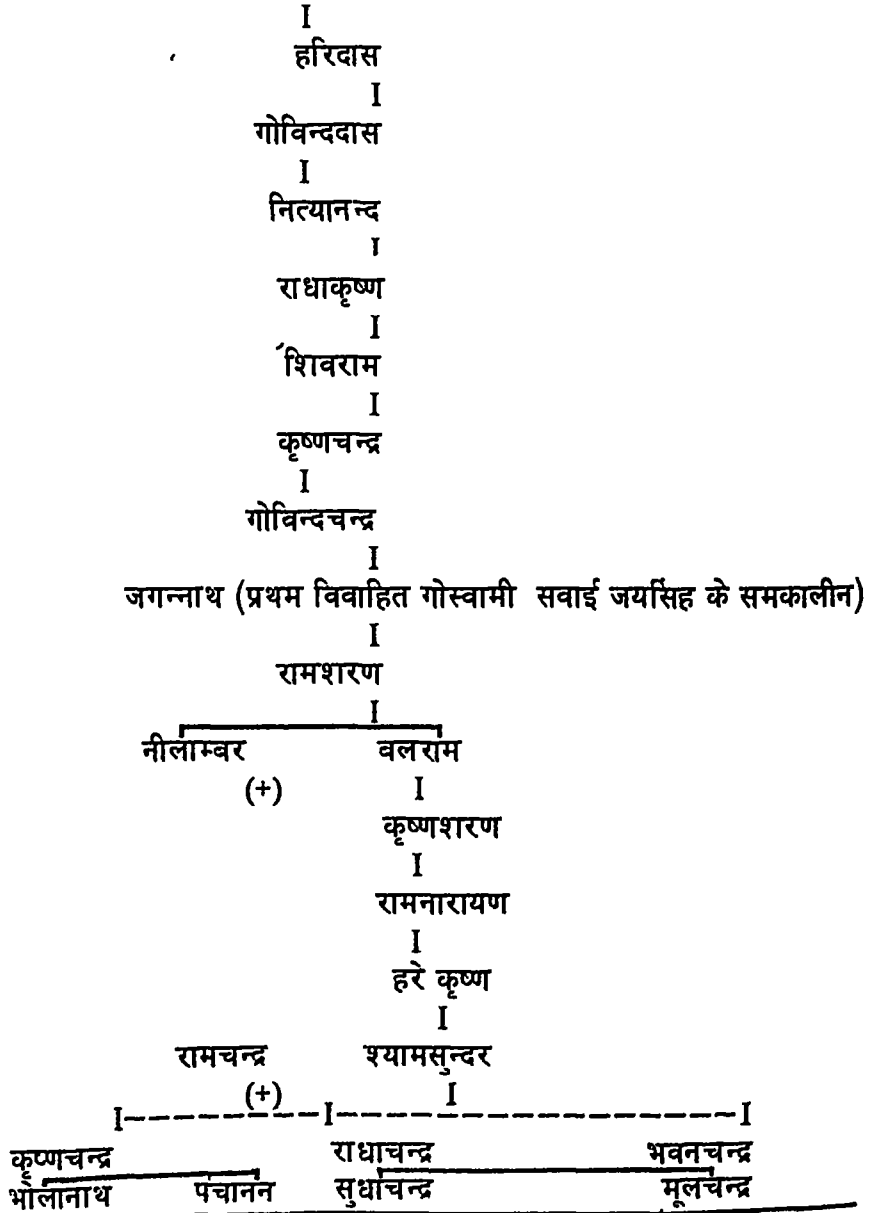 I
हरिदास
I
गोविन्ददास
I
नित्यानन्द
I
राधाकृष्ण
I
शिवराम
I
कृष्णचन्द्र
I
गोविन्दचन्द्र
I
जगन्नाथ (प्रथम विवाहित गोस्वामी सवाई जयसिंह के समकालीन)
I
रामशरण
I
नीलाम्बर वलराम
(+) I
कृष्णशरण
I
रामनारायण
I
हरे कृष्ण
I
रामचन्द्र श्यामसुन्दर
(+) I
I--------I----------------I
कृष्णचन्द्र राधाचन्द्र भवनचन्द्र
भोलानाथ पंचानन सुधाचन्द्र मूलचन्द्र